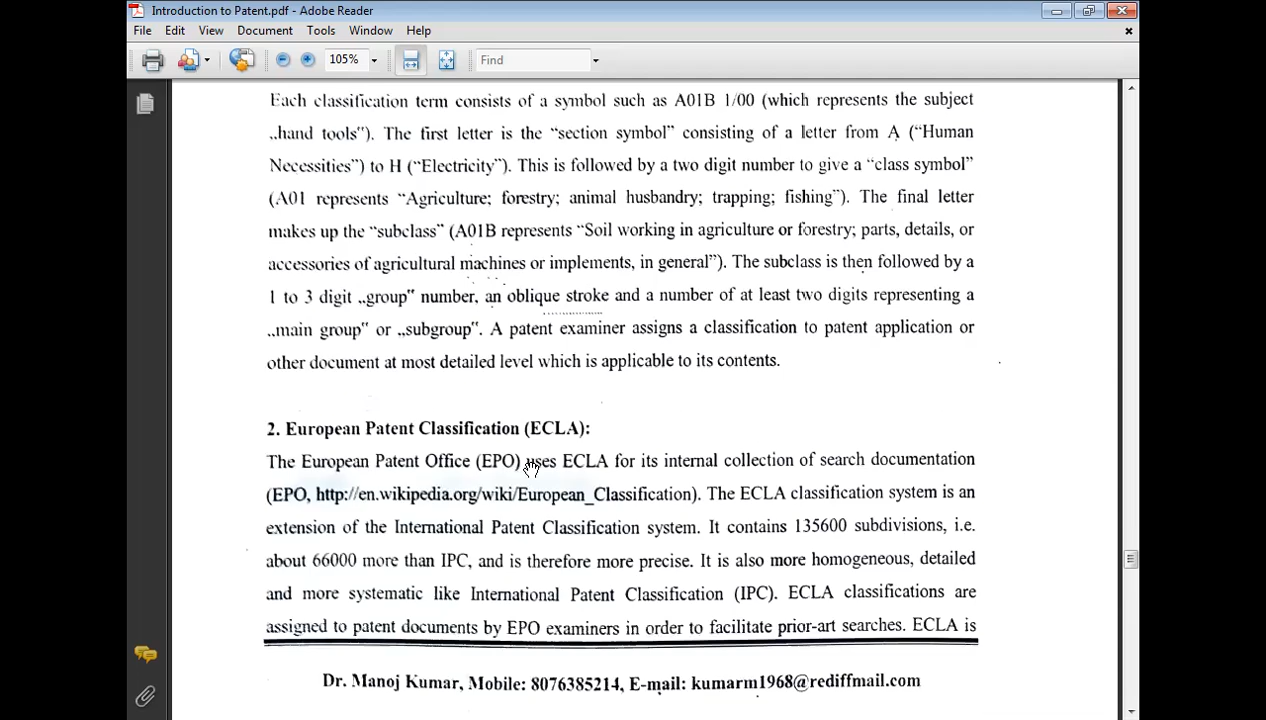 Introduction to Patent.pdf - Adobe Reader
File Edit View Document Tools Window Help
105% Find
Each classification term consists of a symbol such as A01B 1/00 (which represents the subject
„hand tools"). The first letter is the “section symbol” consisting of a letter from A (“Human
Necessities”) to H (“Electricity”). This is followed by a two digit number to give a “class symbol”
(A01 represents “Agriculture; forestry; animal husbandry; trapping; fishing”). The final letter
makes up the “subclass” (A01B represents “Soil working in agriculture or forestry; parts, details, or
accessories of agricultural machines or implements, in general”). The subclass is then followed by a
1 to 3 digit „group" number, an oblique stroke and a number of at least two digits representing a
„main group" or „subgroup". A patent examiner assigns a classification to patent application or
other document at most detailed level which is applicable to its contents.
2. European Patent Classification (ECLA):
The European Patent Office (EPO) uses ECLA for its internal collection of search documentation
(EPO, http://en.wikipedia.org/wiki/European_Classification). The ECLA classification system is an
extension of the International Patent Classification system. It contains 135600 subdivisions, i.e.
about 66000 more than IPC, and is therefore more precise. It is also more homogeneous, detailed
and more systematic like International Patent Classification (IPC). ECLA classifications are
assigned to patent documents by EPO examiners in order to facilitate prior-art searches. ECLA is
Dr. Manoj Kumar, Mobile: 8076385214, E-mail: kumarm1968@rediffmail.com